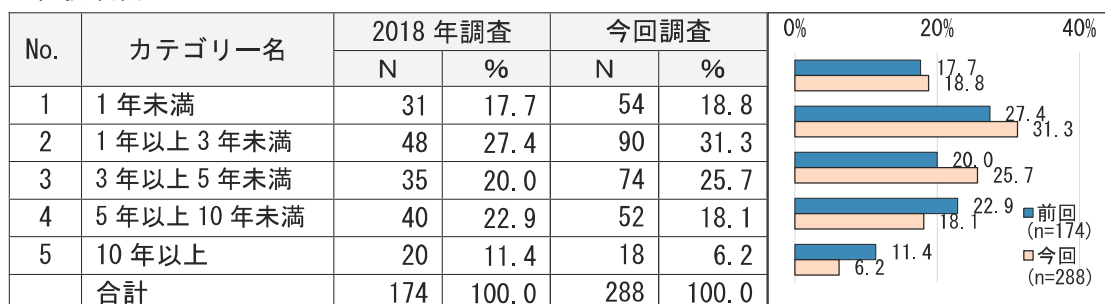 No. カテゴリー名 2018 年調査 今回調査
N % N %
1 1 年未満 31 17.7 54 18.8
2 1 年以上 3 年未満 48 27.4 90 31.3
3 3 年以上 5 年未満 35 20.0 74 25.7
4 5 年以上 10 年未満 40 22.9 52 18.1
5 10 年以上 20 11.4 18 6.2
合計 174 100.0 288 100.0
0% 20% 40%
17.7
18.8
27.4
31.3
20.0
25.7
22.9
18.1
11.4
6.2
前回
(n=174)
今回
(n=288)